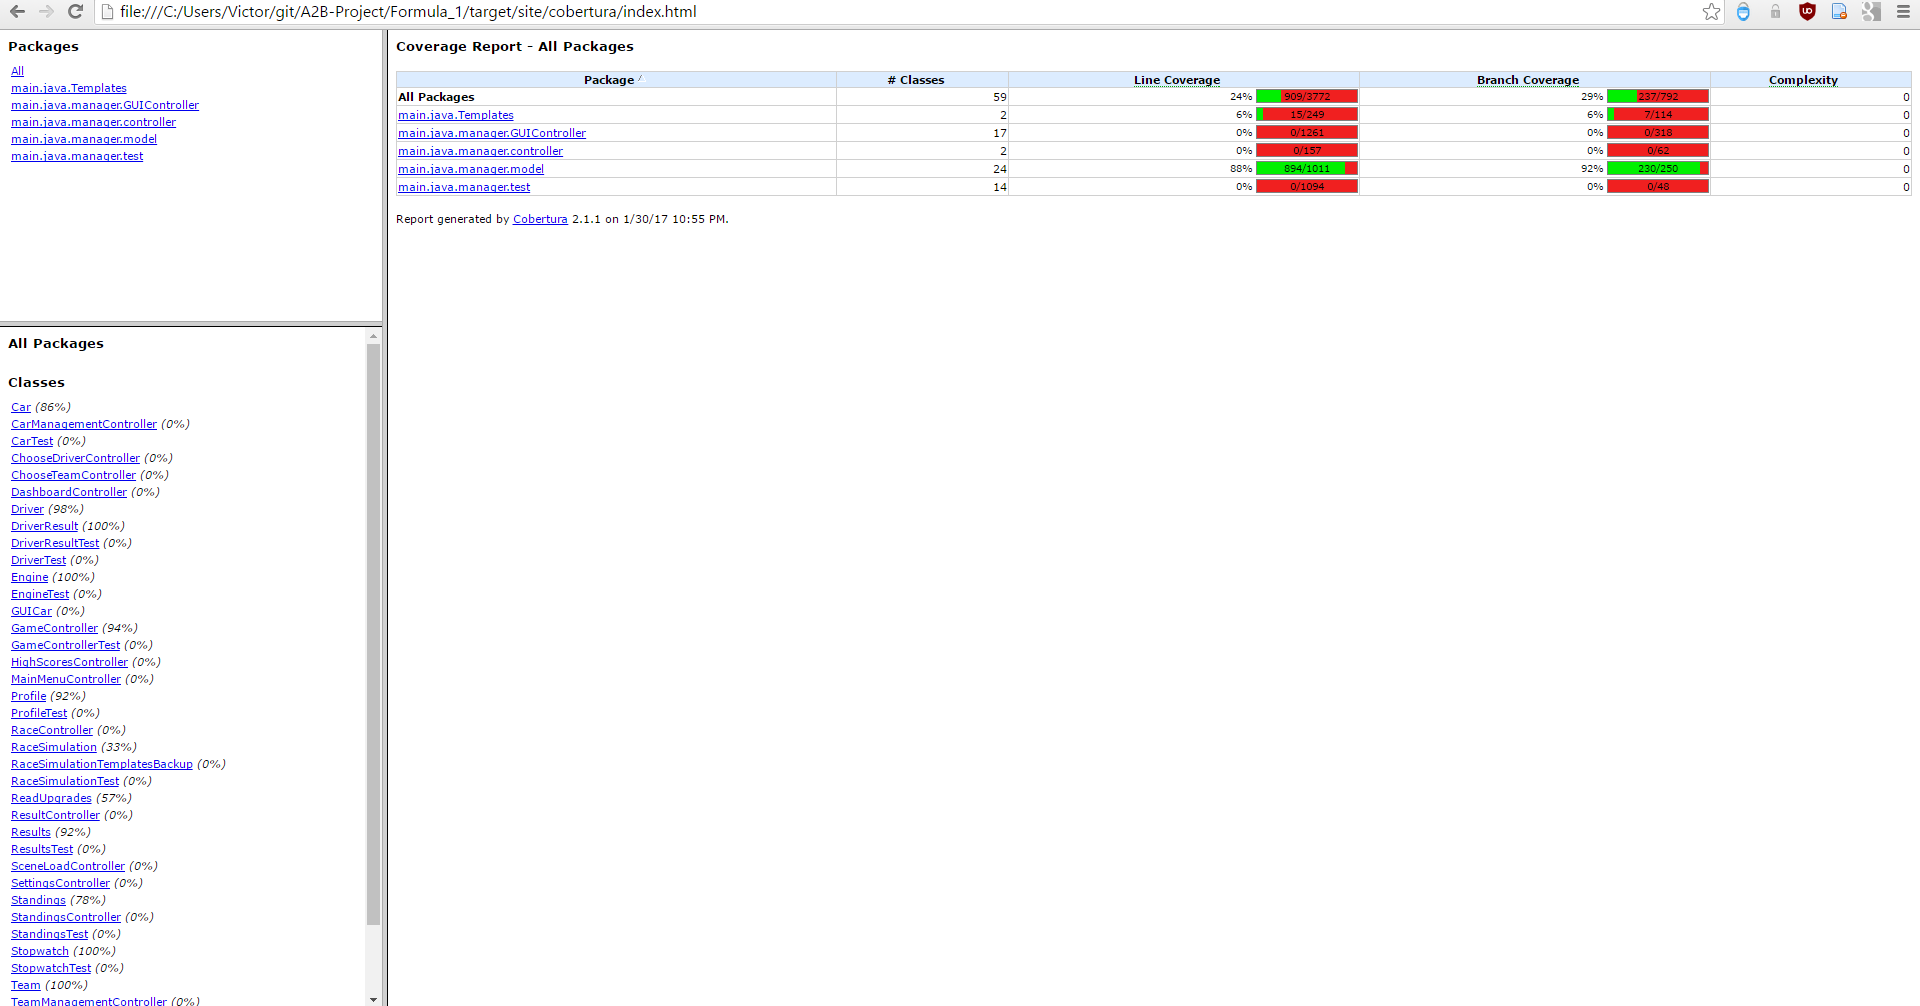 file:///C:/Users/Victor/git/A2B-Project/Formula_1/target/site/cobertura/index.html
Packages
All
main.java.Templates
main.java.manager.GUIController
main.java.manager.controller
main.java.manager.model
main.java.manager.test
All Packages
Classes
Car (86%)
CarManagementController (0%)
CarTest (0%)
ChooseDriverController (0%)
ChooseTeamController (0%)
DashboardController (0%)
Driver (98%)
DriverResult (100%)
DriverResultTest (0%)
DriverTest (0%)
Engine (100%)
EngineTest (0%)
GUICar (0%)
GameController (94%)
GameControllerTest (0%)
HighScoresController (0%)
MainMenuController (0%)
Profile (92%)
ProfileTest (0%)
RaceController (0%)
RaceSimulation (33%)
RaceSimulationTemplatesBackup (0%)
RaceSimulationTest (0%)
ReadUpgrades (57%)
ResultController (0%)
Results (92%)
ResultsTest (0%)
SceneLoadController (0%)
SettingsController (0%)
Standings (78%)
StandingsController (0%)
StandingsTest (0%)
Stopwatch (100%)
StopwatchTest (0%)
Team (100%)
TeamManagementController (0%)
Coverage Report - All Packages
Package # Classes Line Coverage Branch Coverage Complexity
All Packages 59 24% 909/3772 29% 237/792 0
main.java.Templates 2 6% 15/249 6% 7/114 0
main.java.manager.GUIController 17 0% 0/1261 0% 0/318 0
main.java.manager.controller 2 0% 0/157 0% 0/62 0
main.java.manager.model 24 88% 894/1011 92% 230/250 0
main.java.manager.test 14 0% 0/1094 0% 0/48 0
Report generated by Cobertura 2.1.1 on 1/30/17 10:55 PM.